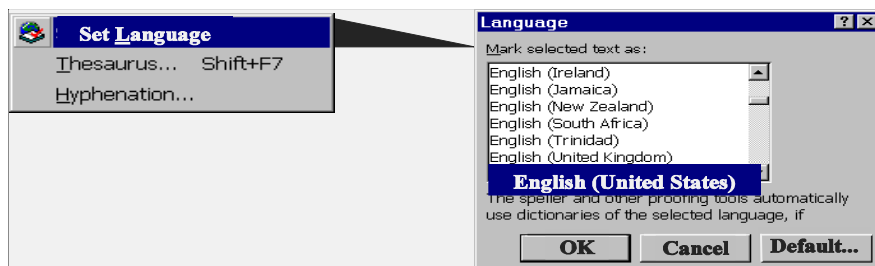 Set Language
Thesaurus... Shift+F7
Hyphenation...
Language
Mark selected text as:
English (Ireland)
English (Jamaica)
English (New Zealand)
English (South Africa)
English (Trinidad)
English (United Kingdom)
English (United States)
The speller and other proofing tools automatically
use dictionaries of the selected language, if
OK Cancel Default...